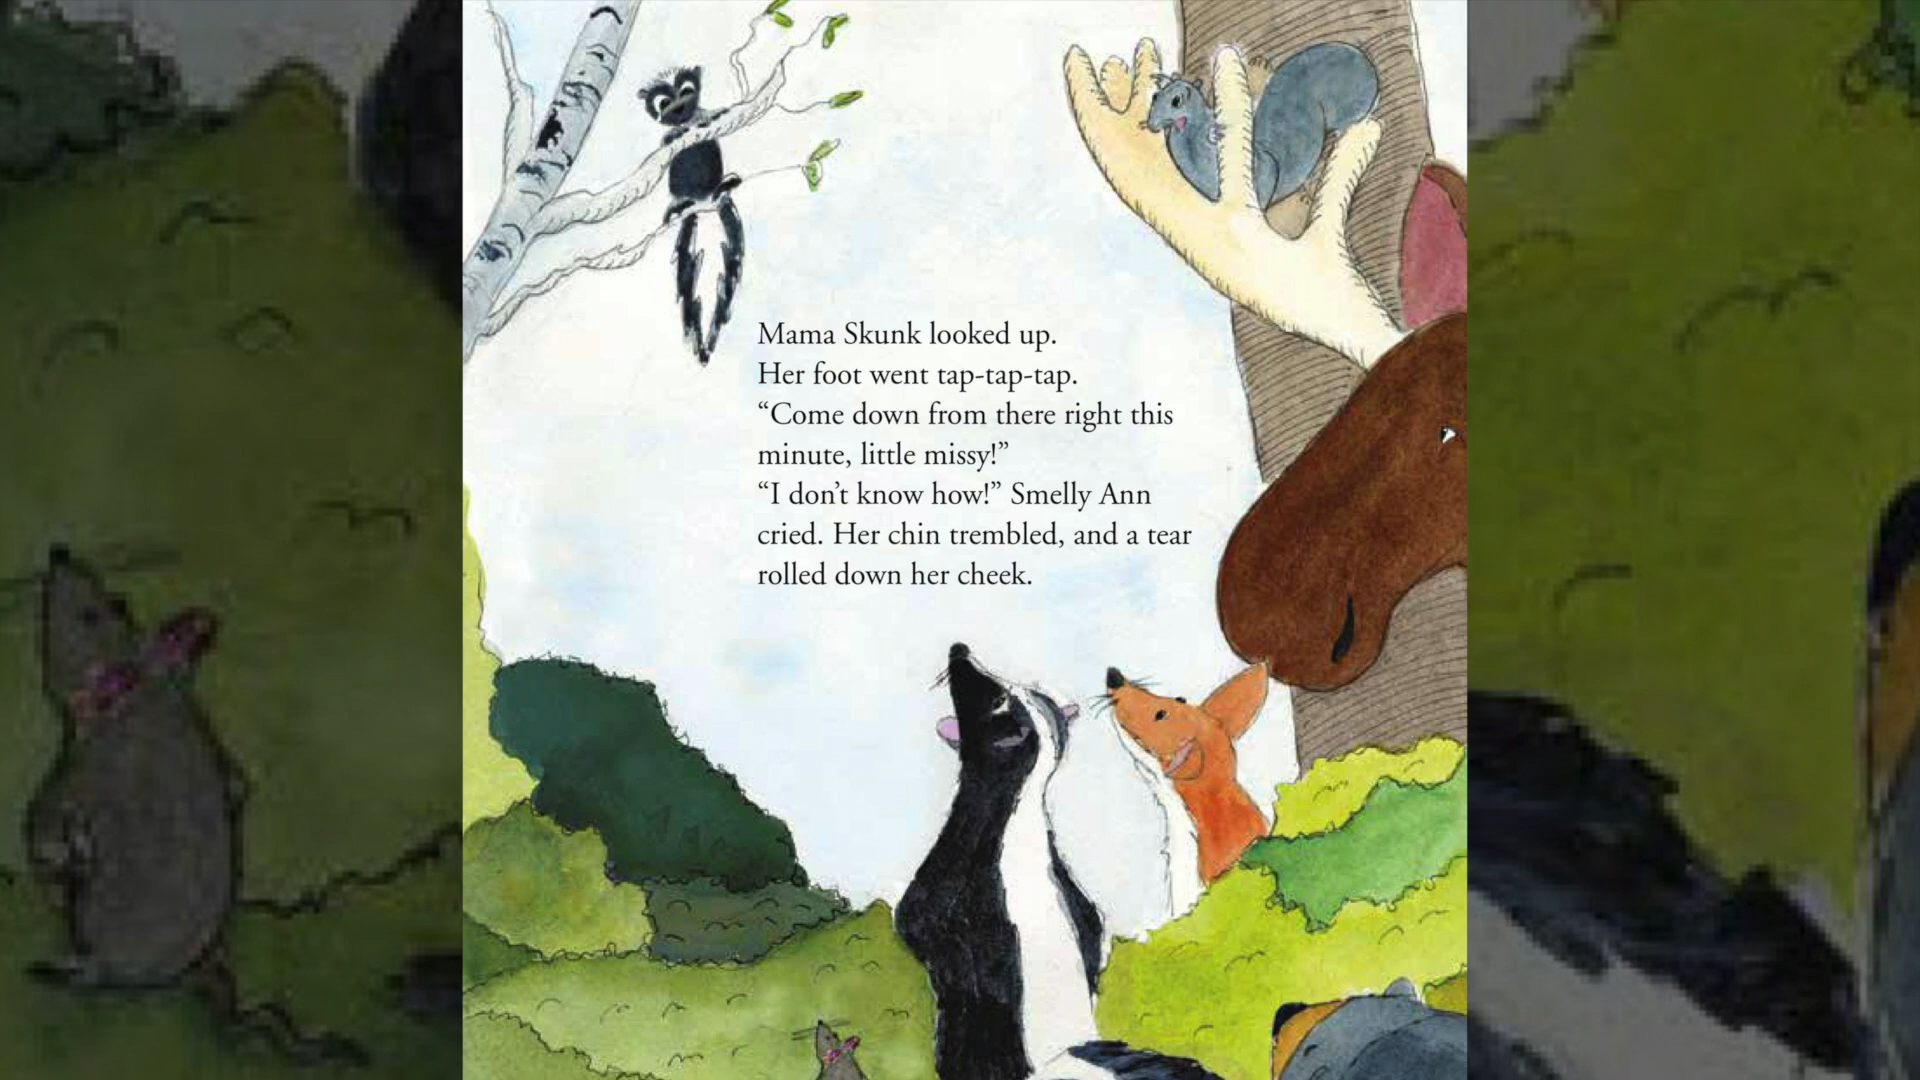 Mama Skunk looked up.
Her foot went tap-tap-tap.
“Come down from there right this
minute, little missy!”
“I don’t know how!” Smelly Ann
cried. Her chin trembled, and a tear
rolled down her cheek.